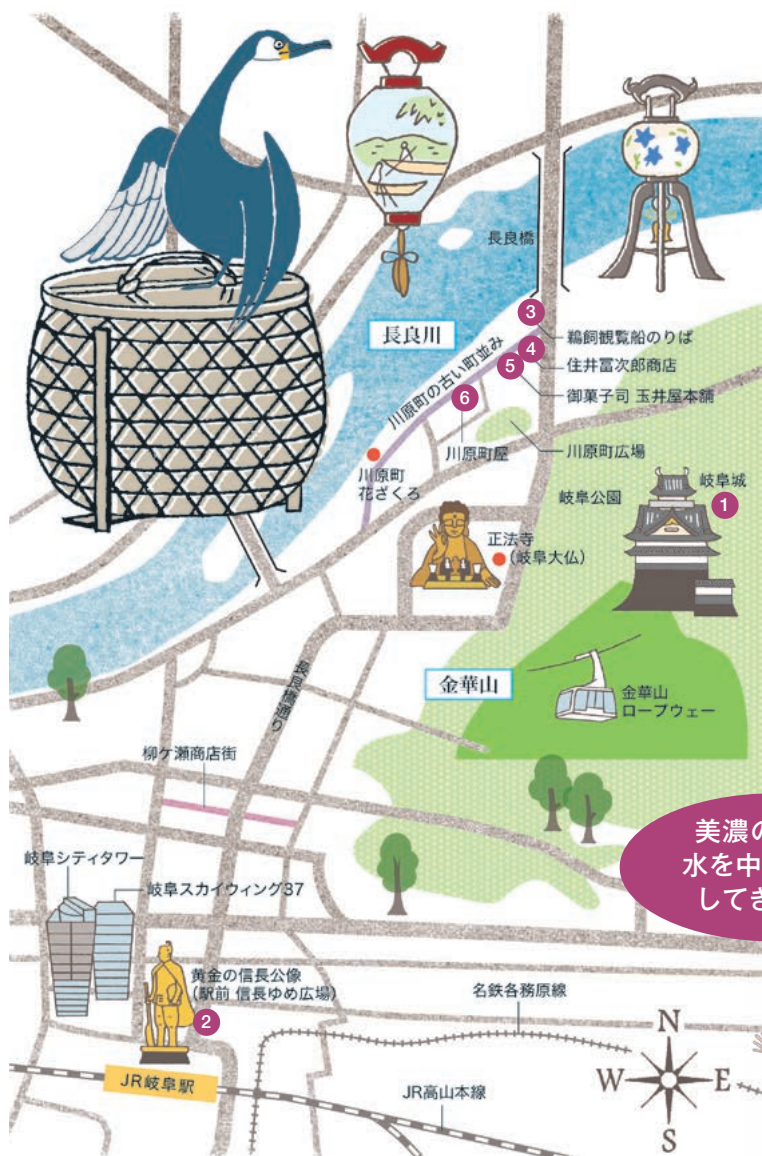 長良橋
長良川
3
鵜飼観覧船のりば
4
住井冨次郎商店
5
御菓子司 玉井屋本舗
川原町の古い町並み
6
川原町屋
川原町広場
川原町
花ざくろ
岐阜公園
岐阜城
1
正法寺
(岐阜大仏)
金華山
金華山
ロープウェー
長良橋通り
柳ケ瀬商店街
美濃の
水を中
してき
岐阜シティタワー
岐阜スカイウィング37
黄金の信長公像
(駅前 信長ゆめ広場)
2
名鉄各務原線
JR岐阜駅
JR高山本線
N
W
E
S